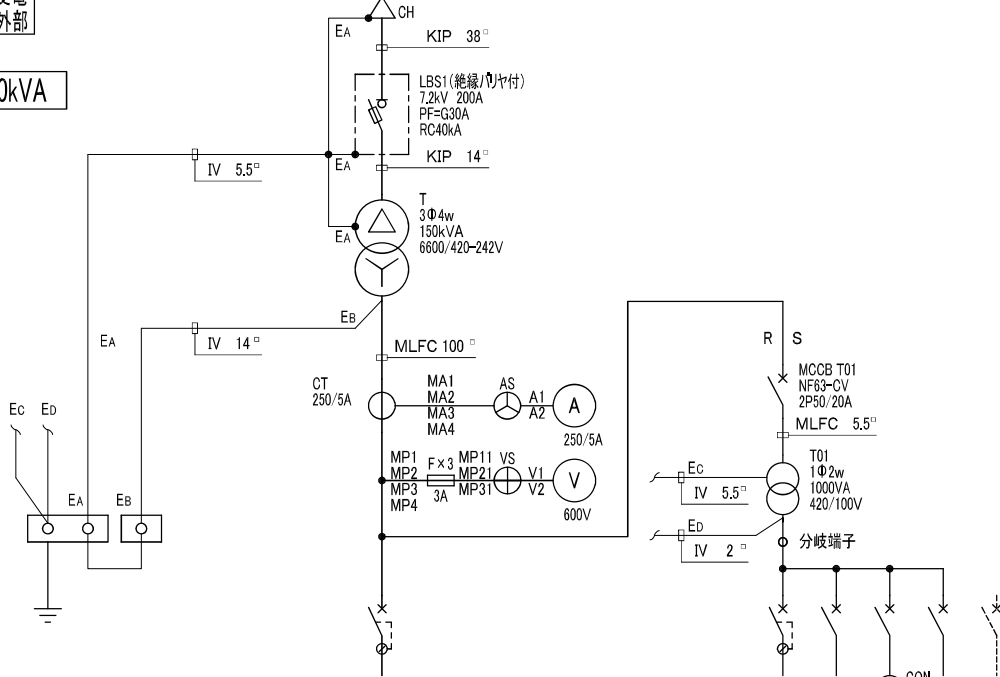 外部
0kVA
CH
EA
KIP 38□
LBS1(絶縁バリヤ付)
7.2kV 200A
PF=G30A
RC40kA
EA
KIP 14□
IV 5.5□
T
3Φ4w
150kVA
6600/420-242V
EA
EB
EA
IV 14□
MLFC 100□
R S
MCCB T01
NF63-CV
2P50/20A
MLFC 5.5□
CT
250/5A
MA1
MA2
MA3
MA4
AS
A1
A2
A
250/5A
EC ED
MP1
MP2
MP3
MP4
F×3
3A
MP11
MP21
MP31
VS
V1
V2
V
600V
EC
IV 5.5□
T01
1Φ2w
1000VA
420/100V
EA EB
ED
IV 2□
分岐端子
CON